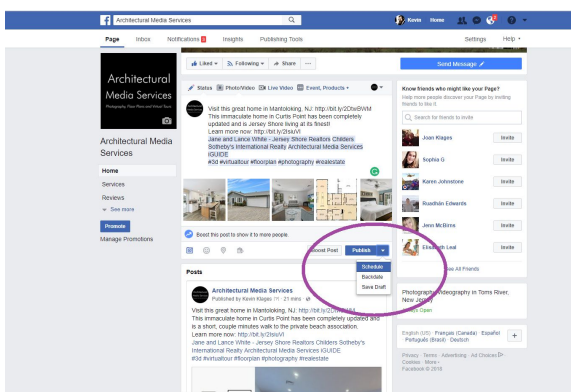 Architectural Media Services
Kevin Home
Page Inbox Notifications Insights Publishing Tools
Settings Help
Architectural
Media Services
Photography, Floor Plans and Virtual Tours
Architectural Media
Services
Home
Services
Reviews
See more
Promote
Manage Promotions
Liked Following Share ...
Status Photo/Video Live Video Event, Products +
Visit this great home in Mantoloking, NJ: http://bit.ly/2DtwBWM
This immaculate home in Curtis Point has been completely
updated and is Jersey Shore living at its finest!
Learn more now: http://bit.ly/2IsiuVl
Jane and Lance White - Jersey Shore Realtors Childers
Sotheby's International Realty Architectural Media Services
iGUIDE
#3d #virtualtour #floorplan #photography #realestate
Boost this post to show it to more people.
Boost Post Publish
Schedule
Backdate
Save Draft
Posts
Architectural Media Services
Published by Kevin Klages · 21 mins ·
Visit this great home in Mantoloking, NJ: http://bit.ly/
This immaculate home in Curtis Point has been completely updated and
is a short, couple minutes walk to the private beach association.
Learn more now: http://bit.ly/2IsiuVl
Jane and Lance White - Jersey Shore Realtors Childers Sotheby's
International Realty Architectural Media Services iGUIDE
#3d #virtualtour #floorplan #photography #realestate
Send Message
Know friends who might like your Page?
Help more people discover your Page by inviting
friends to like it.
Search for friends to invite
Joan Klages Invite
Sophia G Invite
Karee Johnstone Invite
Ruadhán Edwards Invite
Jenn McBirna Invite
Elisabeth Leal Invite
See All Friends
Photography Videography in Toms River,
New Jersey
Always Open
English (US) · Français (Canada) · Español
· Português (Brasil) · Deutsch
Privacy · Terms · Advertising · Ad Choices ·
Cookies · More
Facebook © 2018